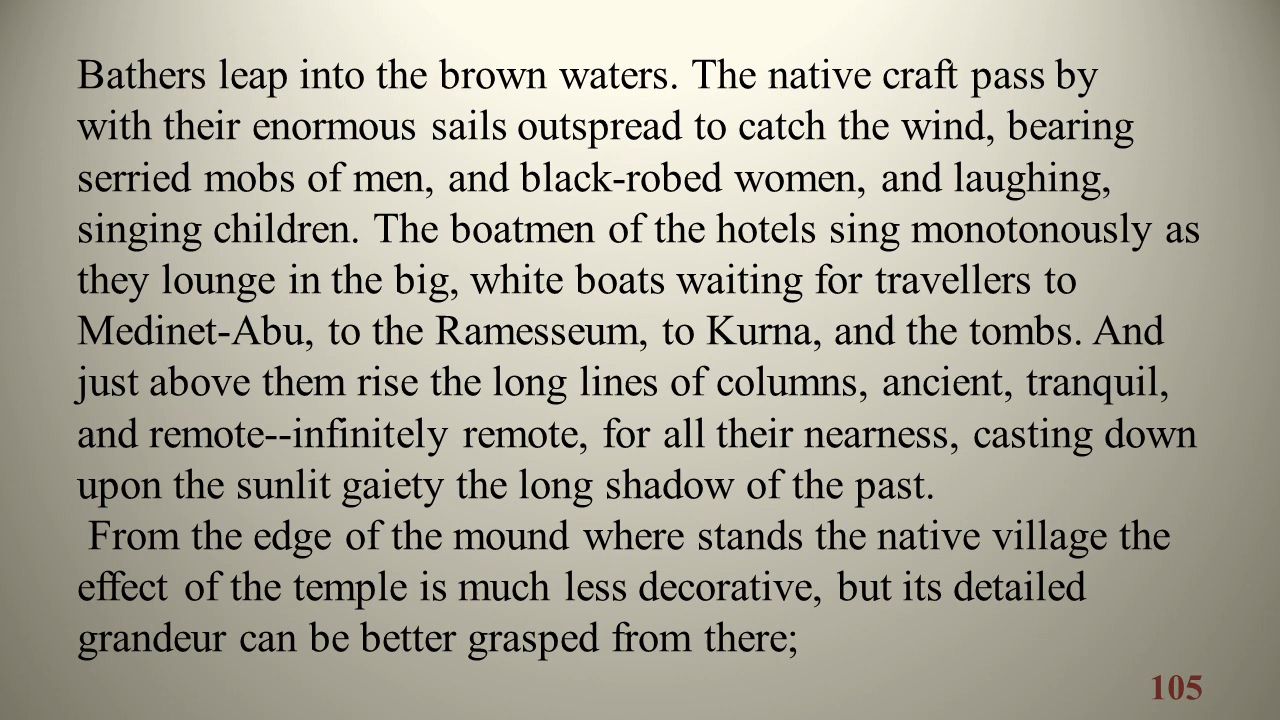 Bathers leap into the brown waters. The native craft pass by
with their enormous sails outspread to catch the wind, bearing
serried mobs of men, and black-robed women, and laughing,
singing children. The boatmen of the hotels sing monotonously as
they lounge in the big, white boats waiting for travellers to
Medinet-Abu, to the Ramesseum, to Kurna, and the tombs. And
just above them rise the long lines of columns, ancient, tranquil,
and remote--infinitely remote, for all their nearness, casting down
upon the sunlit gaiety the long shadow of the past.
From the edge of the mound where stands the native village the
effect of the temple is much less decorative, but its detailed
grandeur can be better grasped from there;
105